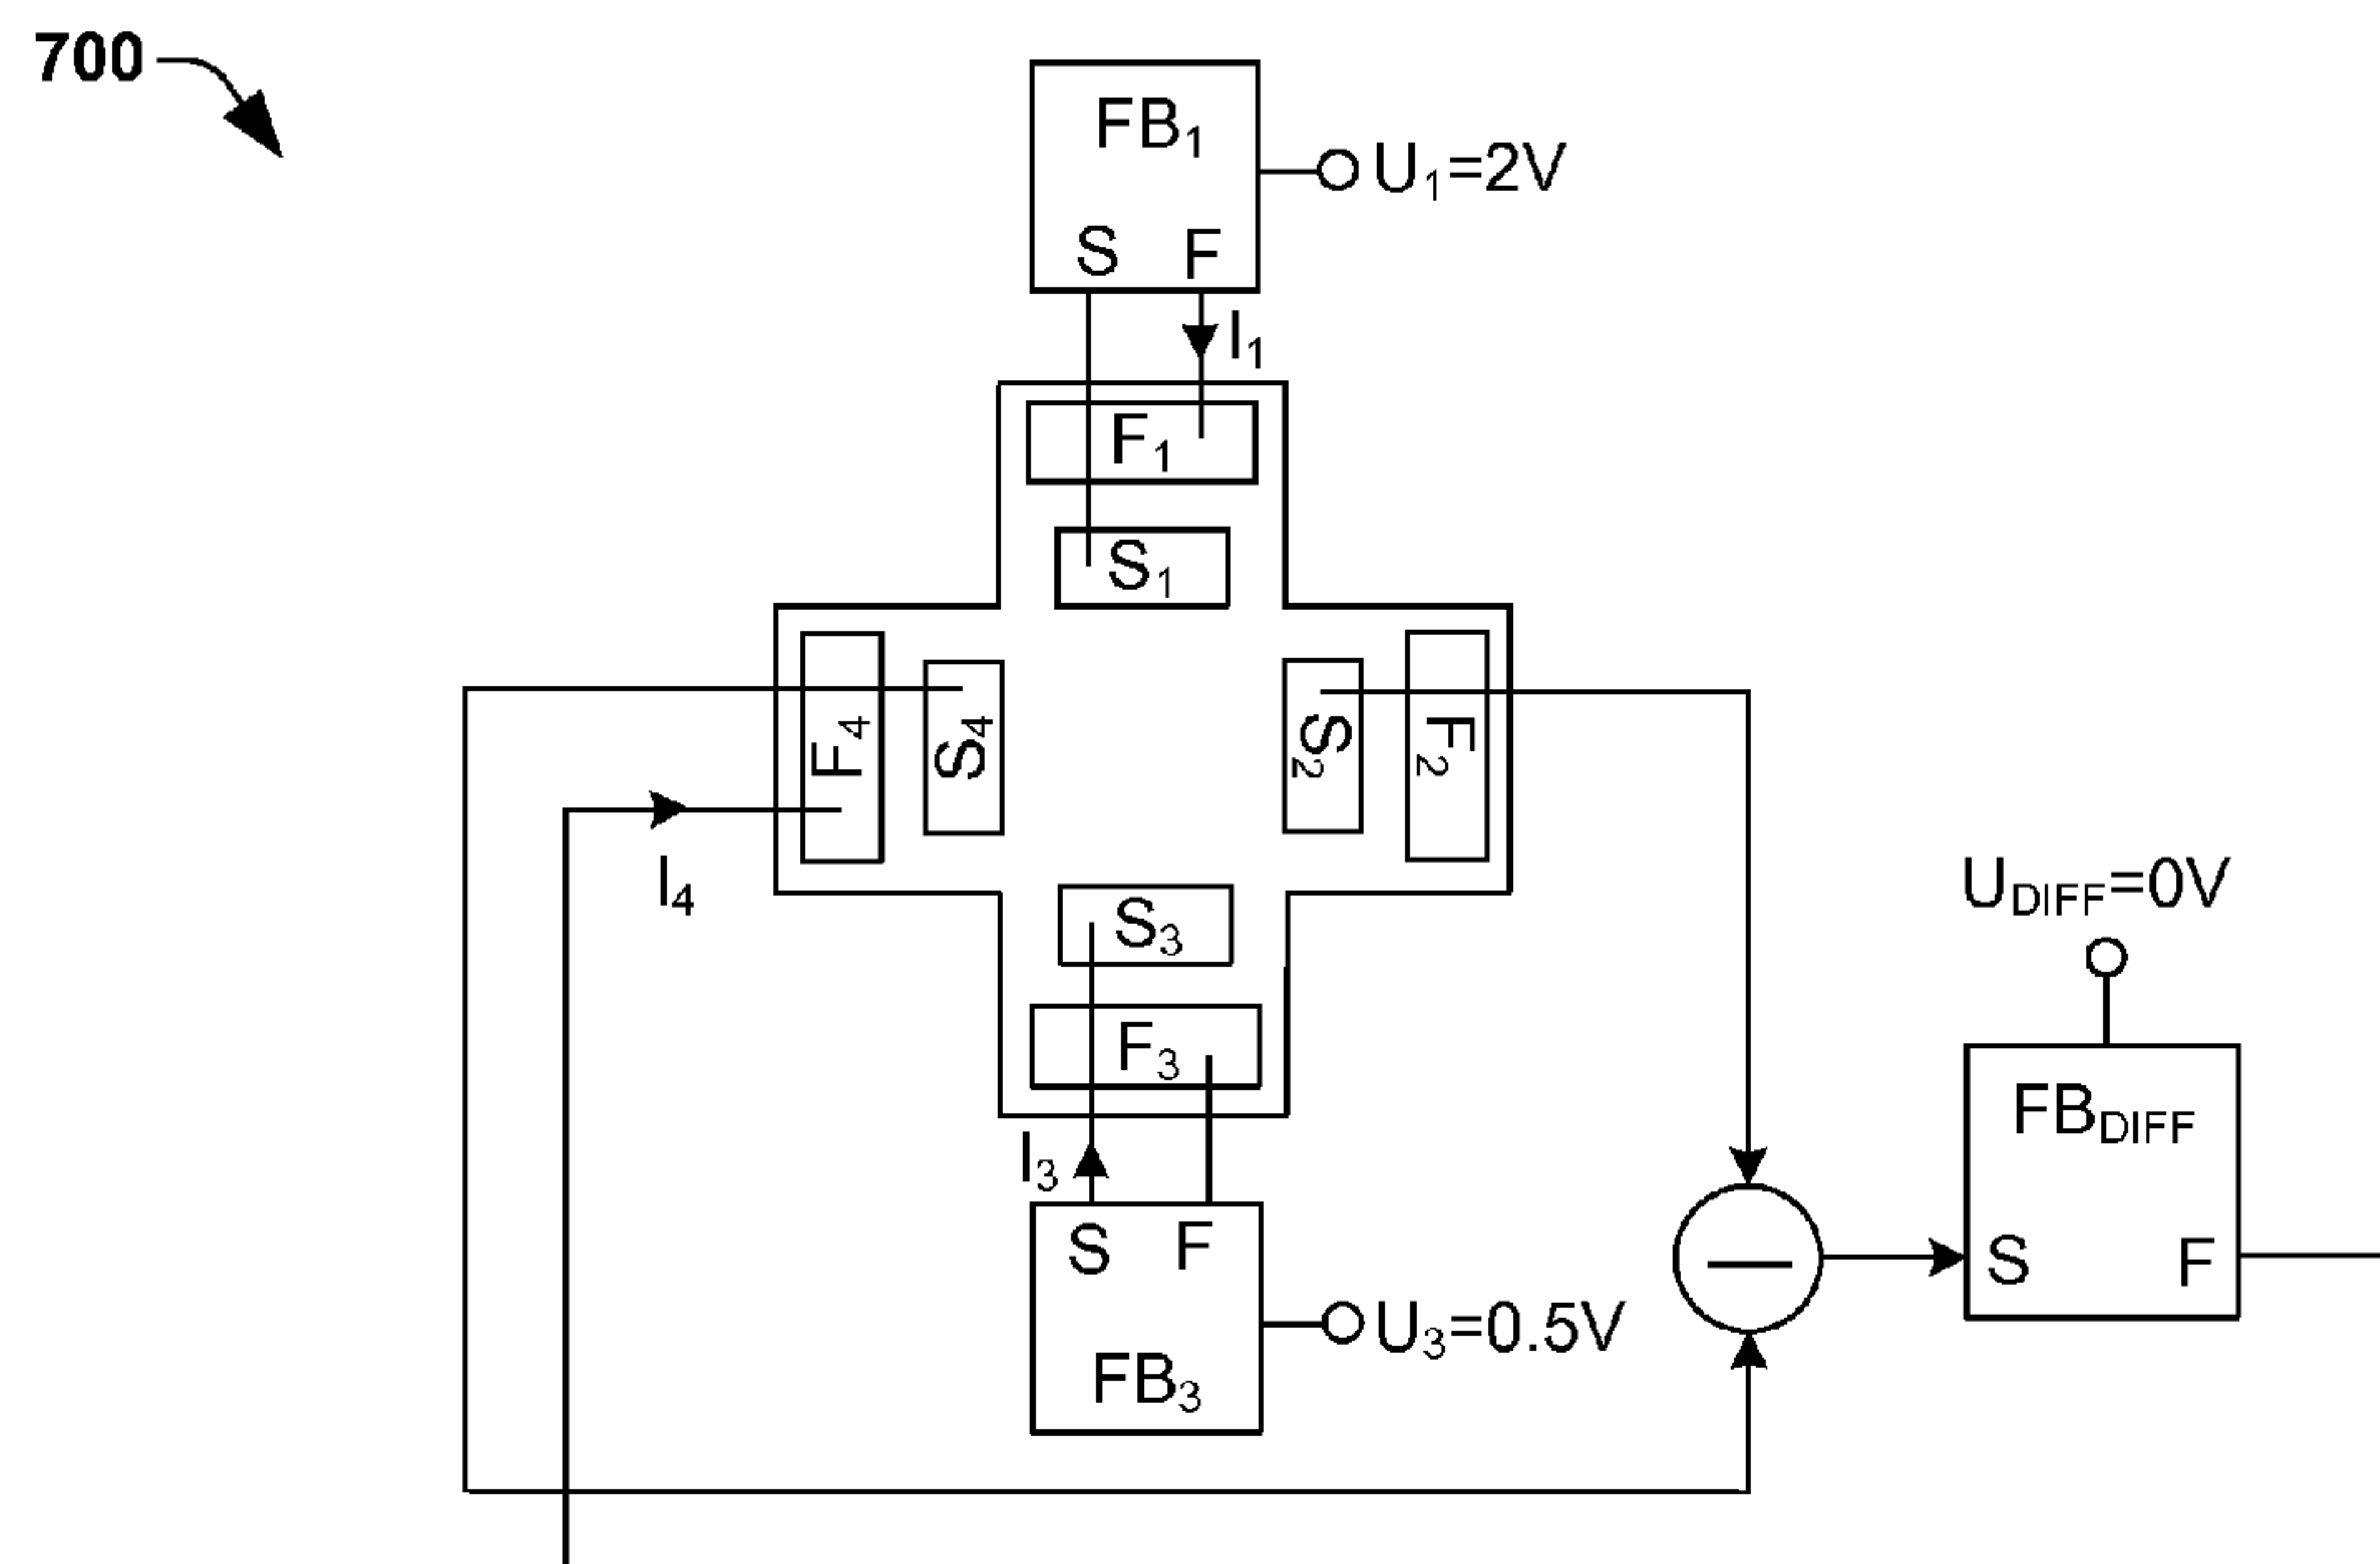 700
FB1
U1=2V
S F
I1
F1
S1
F4
S4
S2
F2
I4
S3
F3
I3
UDIFF=0V
FBDIFF
S F
S F
U3=0.5V
FB3